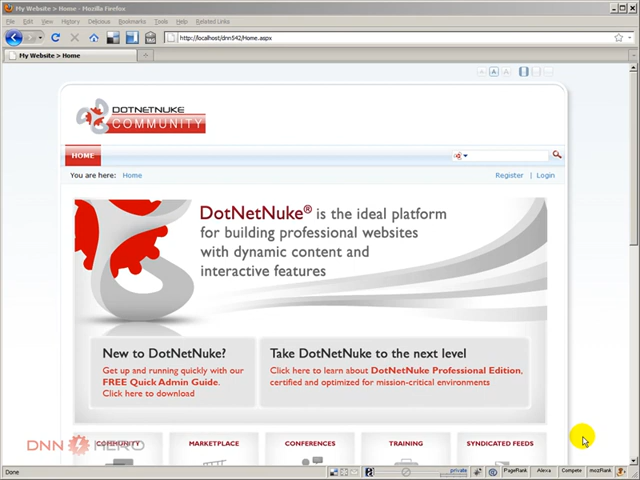 My Website > Home - Mozilla Firefox
File Edit View History Delicious Bookmarks Tools Help Related Links
http://localhost/dnn542/Home.aspx
My Website > Home
A
DOTNETNUKE
COMMUNITY
HOME
You are here: Home
Register | Login
DotNetNuke® is the ideal platform
for building professional websites
with dynamic content and
interactive features
New to DotNetNuke?
Get up and running quickly with our
FREE Quick Admin Guide.
Click here to download
Take DotNetNuke to the next level
Click here to learn about DotNetNuke Professional Edition,
certified and optimized for mission-critical environments
COMMUNITY
MARKETPLACE
CONFERENCES
TRAINING
SYNDICATED FEEDS
DNN HERO
Done
private
PageRank
Alexa
Compete
mozRank